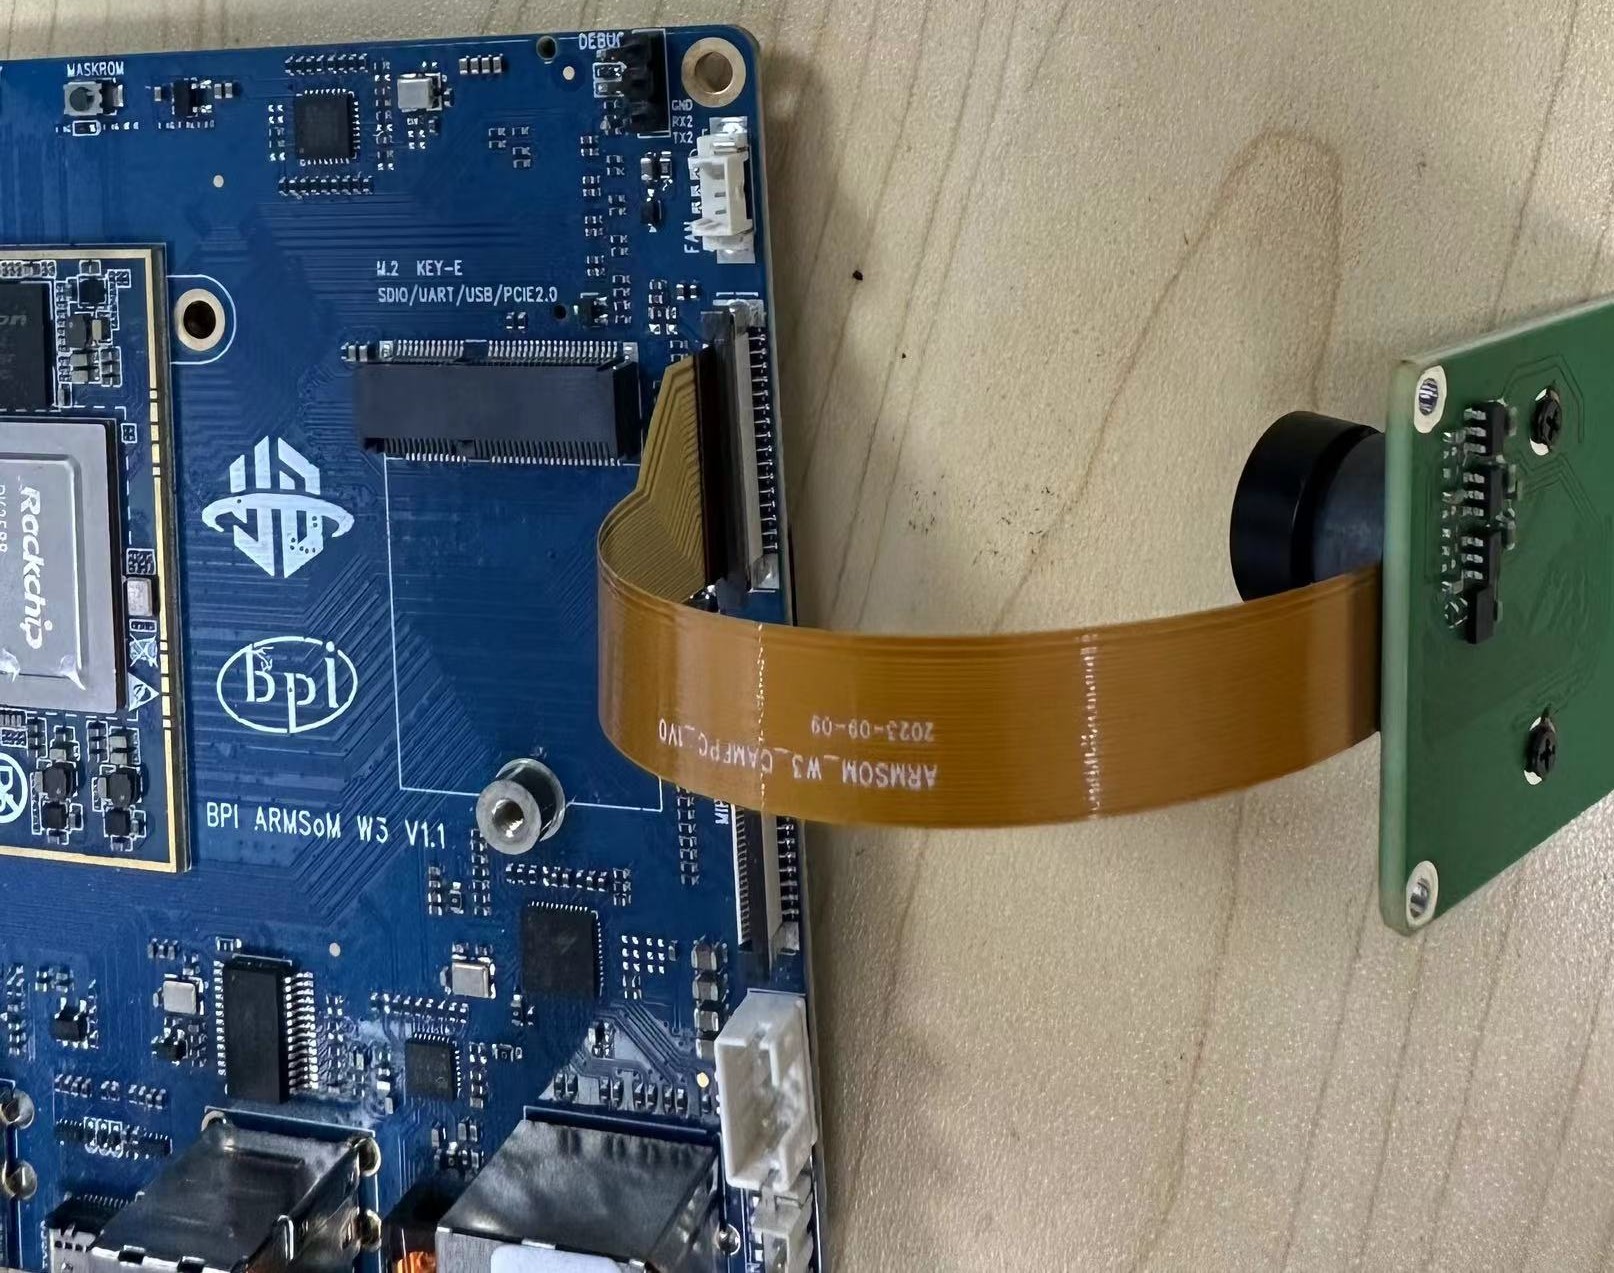 MASKROM
DEBUG
GND
RX2
TX2
FAN
M.2 KEY-E
SDIO/UART/USB/PCIE2.0
Rockchip
RK3588
Bpi
BPI ARMSoM W3 V1.1
ARMSOM_W3_CAMFPC_1V0
2023-09-09